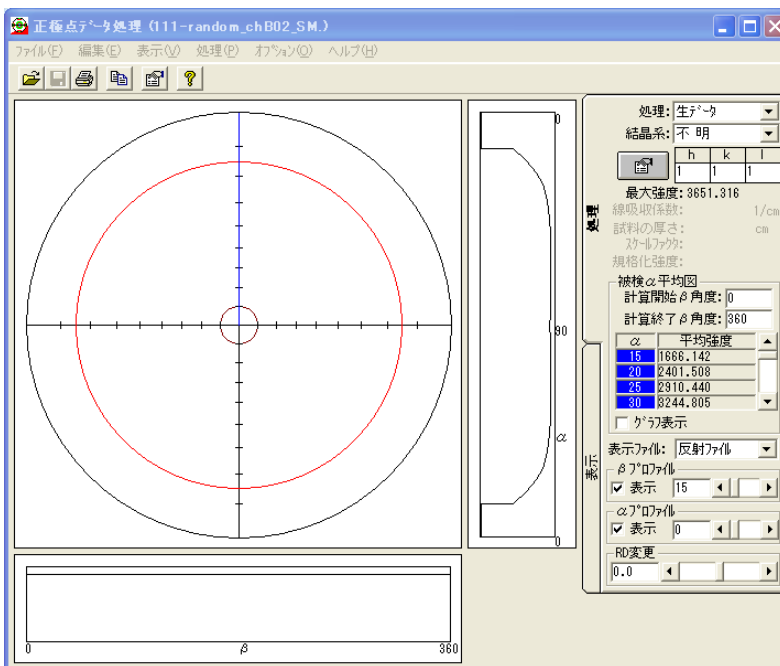 正極点ﾃﾞｰﾀ処理 (111-random_chB02_SM.)
ﾌｧｲﾙ(F) 編集(E) 表示(V) 処理(P) ｵﾌﾟｼｮﾝ(O) ヘルプ(H)
処理: 生ﾃﾞｰﾀ
結晶系: 不 明
h k l
1 1 1
最大強度: 3651.316
線吸収係数: 1/cm
試料の厚さ: cm
ｽｹｰﾙﾌｧｸﾀ:
規格化強度:
被検α平均図
計算開始β角度: 0
計算終了β角度: 360
α 平均強度
15 1666.142
20 2401.508
25 2910.440
30 3244.805
ｸﾞﾗﾌ表示
表示ﾌｧｲﾙ: 反射ﾌｧｲﾙ
βﾌﾟﾛﾌｧｲﾙ
表示 15
αﾌﾟﾛﾌｧｲﾙ
表示 0
RD変更
0.0
処理
表示
0
90
α
0
0 β 360